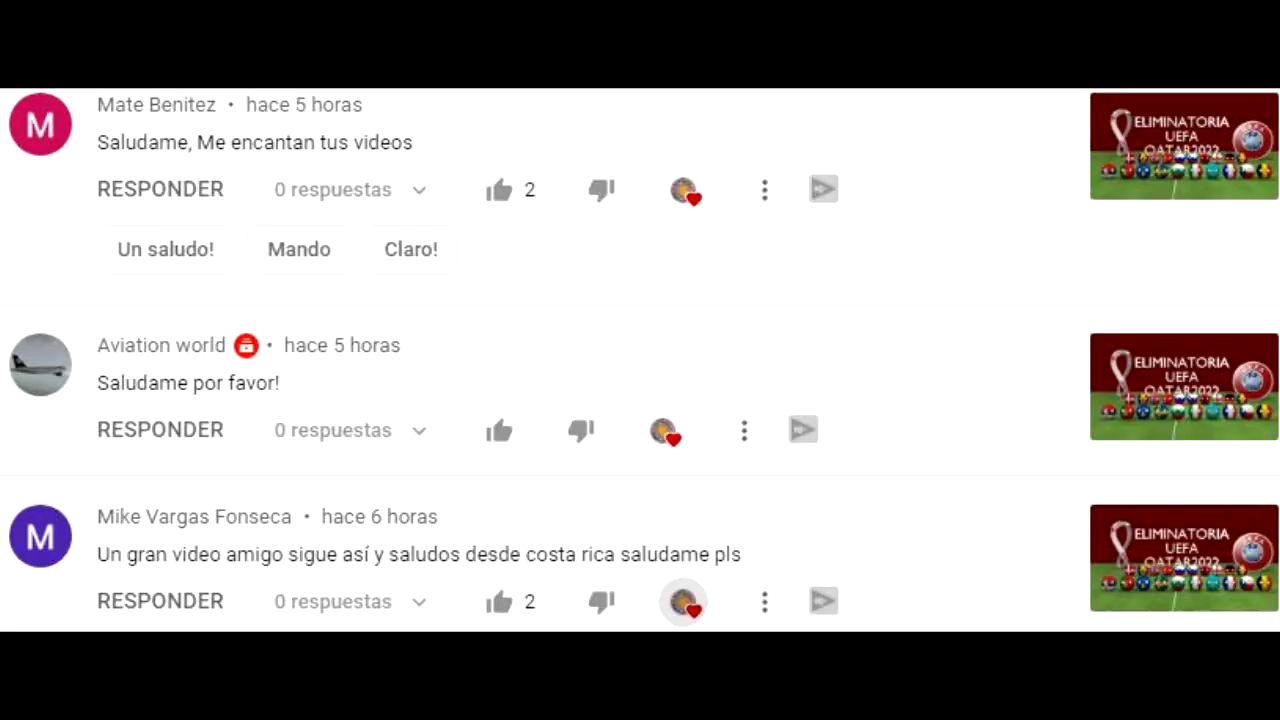 M
Mate Benitez • hace 5 horas
Saludame, Me encantan tus videos
RESPONDER 0 respuestas 2
Un saludo! Mando Claro!
ELIMINATORIA
UEFA
QATAR2022
Aviation world • hace 5 horas
Saludame por favor!
RESPONDER 0 respuestas
ELIMINATORIA
UEFA
QATAR2022
M
Mike Vargas Fonseca • hace 6 horas
Un gran video amigo sigue así y saludos desde costa rica saludame pls
RESPONDER 0 respuestas 2
ELIMINATORIA
UEFA
QATAR2022